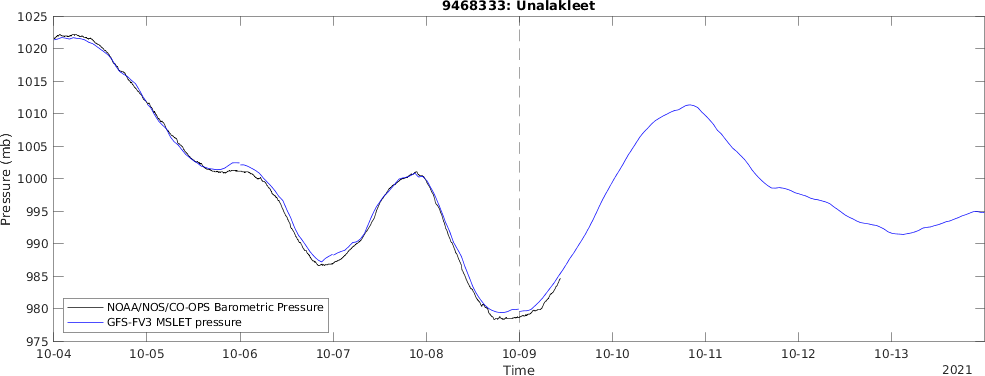 9468333: Unalakleet
1025
1020
1015
1010
1005
1000
995
990
985
980
975
Pressure (mb)
NOAA/NOS/CO-OPS Barometric Pressure
GFS-FV3 MSLET pressure
10-04 10-05 10-06 10-07 10-08 10-09 10-10 10-11 10-12 10-13
Time
2021